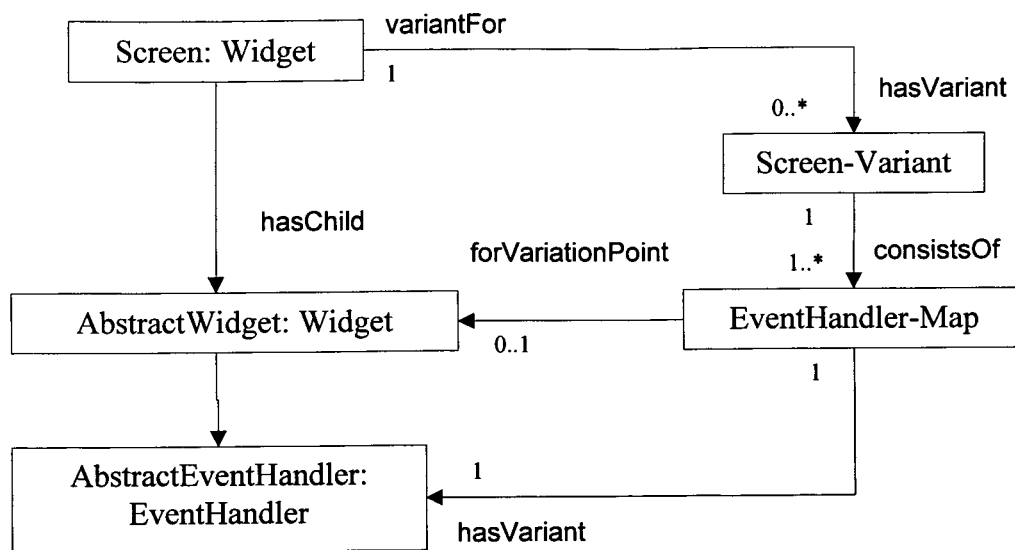 variantFor
Screen: Widget
1
hasVariant
0..*
Screen-Variant
1
hasChild
forVariationPoint
1..*
consistsOf
AbstractWidget: Widget
EventHandler-Map
0..1
1
AbstractEventHandler:
EventHandler
1
hasVariant